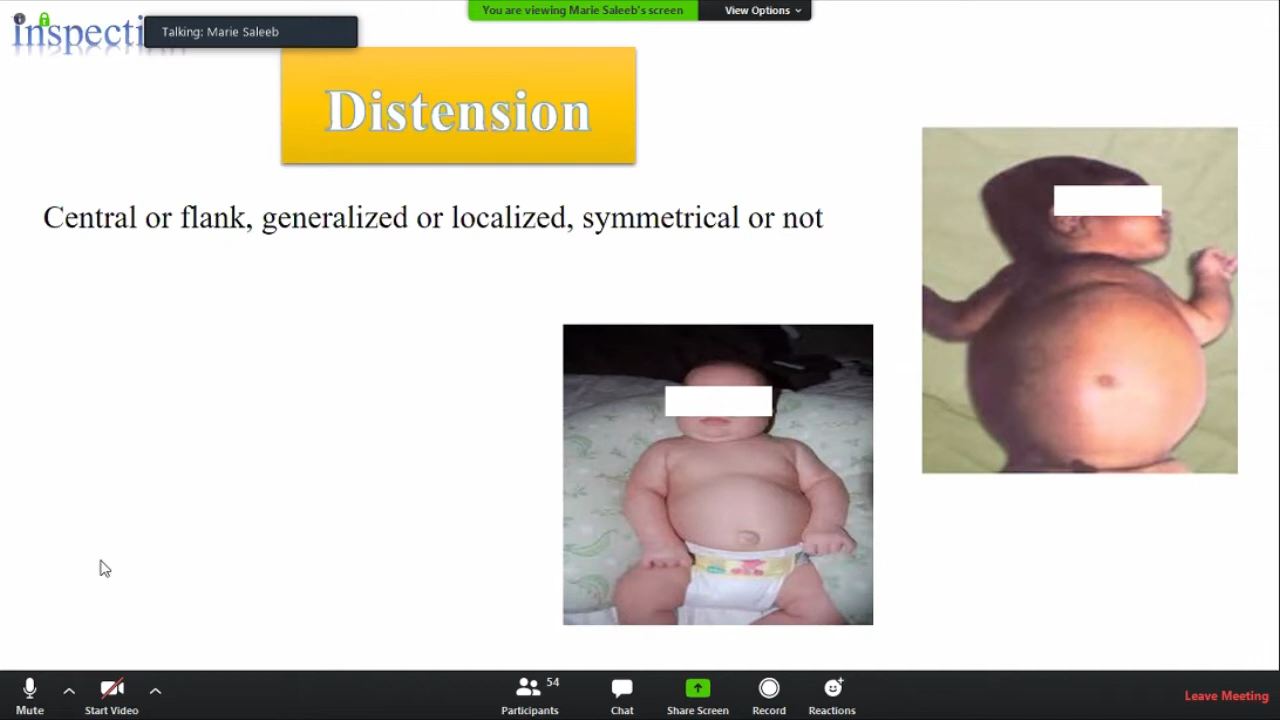 You are viewing Marie Saleeb's screen
View Options
inspecti
Talking: Marie Saleeb
Distension
Central or flank, generalized or localized, symmetrical or not
Mute
Start Video
54
Participants
Chat
Share Screen
Record
Reactions
Leave Meeting